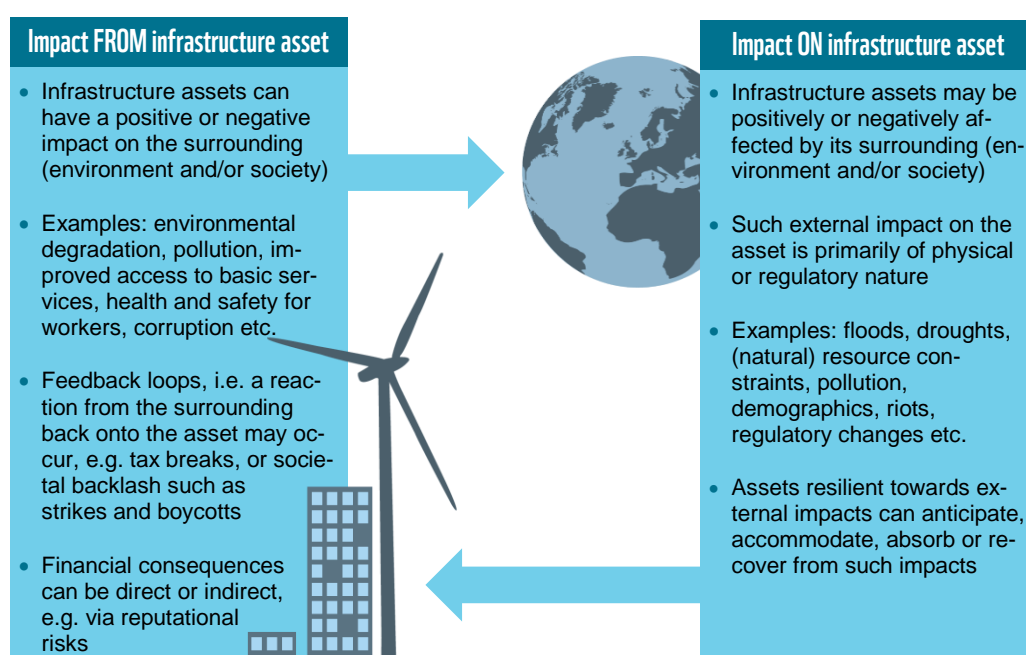 Impact FROM infrastructure asset
• Infrastructure assets can
have a positive or negative
impact on the surrounding
(environment and/or society)
• Examples: environmental
degradation, pollution, im-
proved access to basic ser-
vices, health and safety for
workers, corruption etc.
• Feedback loops, i.e. a reac-
tion from the surrounding
back onto the asset may oc-
cur, e.g. tax breaks, or socie-
tal backlash such as
strikes and boycotts
• Financial consequences
can be direct or indirect,
e.g. via reputational
risks
Impact ON infrastructure asset
• Infrastructure assets may be
positively or negatively af-
fected by its surrounding (en-
vironment and/or society)
• Such external impact on the
asset is primarily of physical
or regulatory nature
• Examples: floods, droughts,
(natural) resource con-
straints, pollution,
demographics, riots,
regulatory changes etc.
• Assets resilient towards ex-
ternal impacts can anticipate,
accommodate, absorb or re-
cover from such impacts